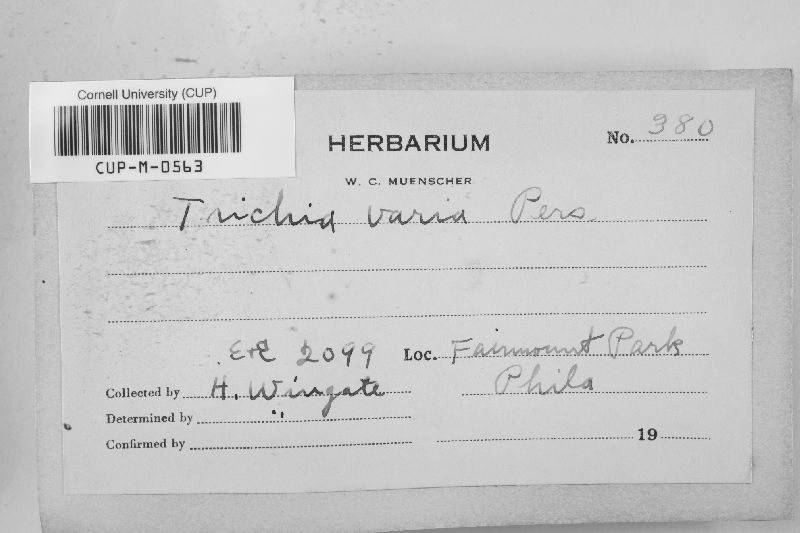 Cornell University (CUP)
CUP-M-0563
HERBARIUM
No. 380
W. C. MUENSCHER
Trichia varia Pers
E+E 2099 Loc. Fairmount Park
Collected by H. Wingate Phila
Determined by "
Confirmed by 19